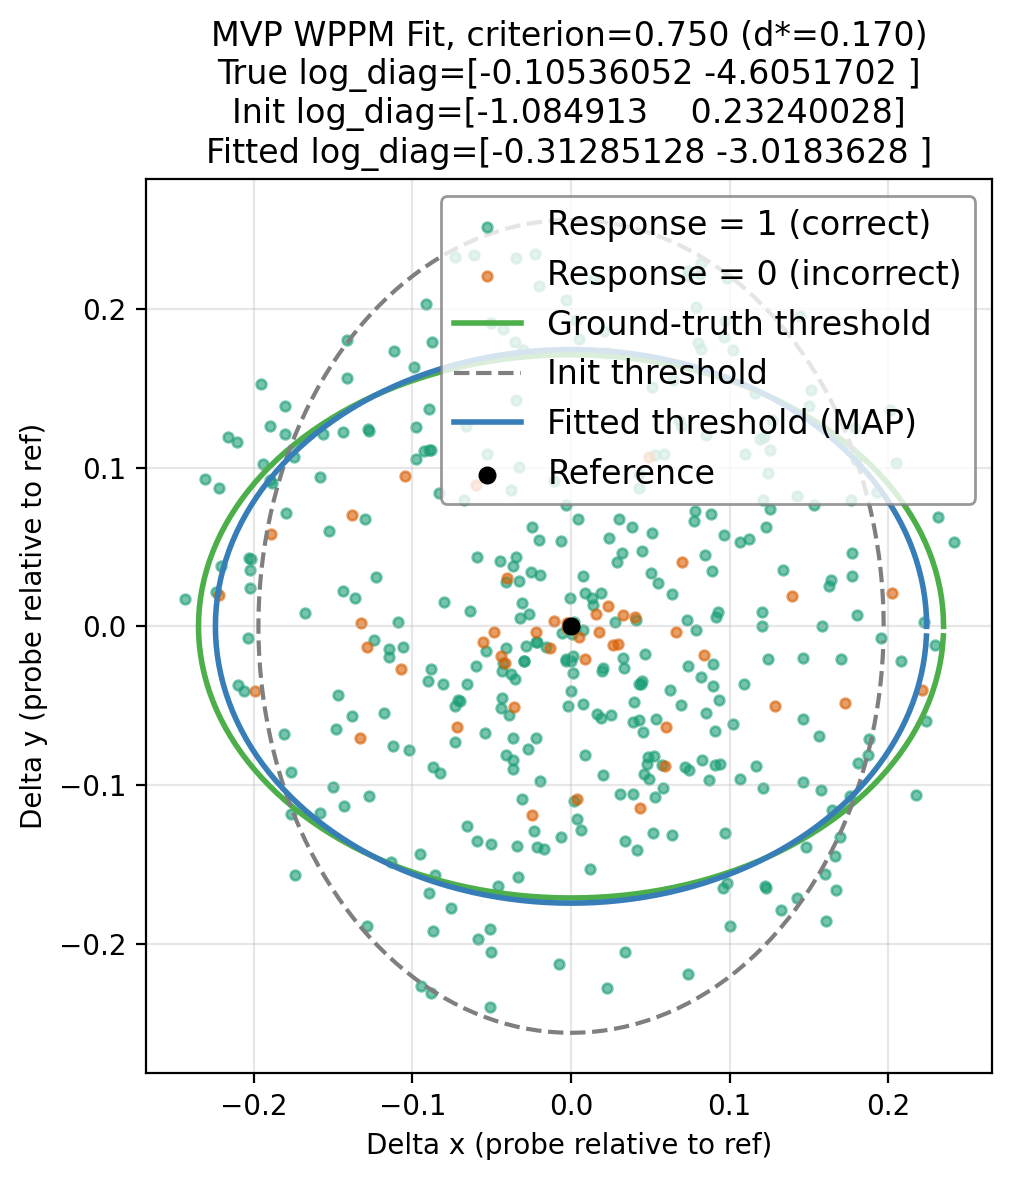 MVP WPPM Fit, criterion=0.750 (d*=0.170)
True log_diag=[-0.10536052 -4.6051702 ]
Init log_diag=[-1.084913    0.23240028]
Fitted log_diag=[-0.31285128 -3.0183628 ]
Response = 1 (correct)
Response = 0 (incorrect)
Ground-truth threshold
Init threshold
Fitted threshold (MAP)
Reference
Delta y (probe relative to ref)
0.2
0.1
0.0
−0.1
−0.2
−0.2
−0.1
0.0
0.1
0.2
Delta x (probe relative to ref)